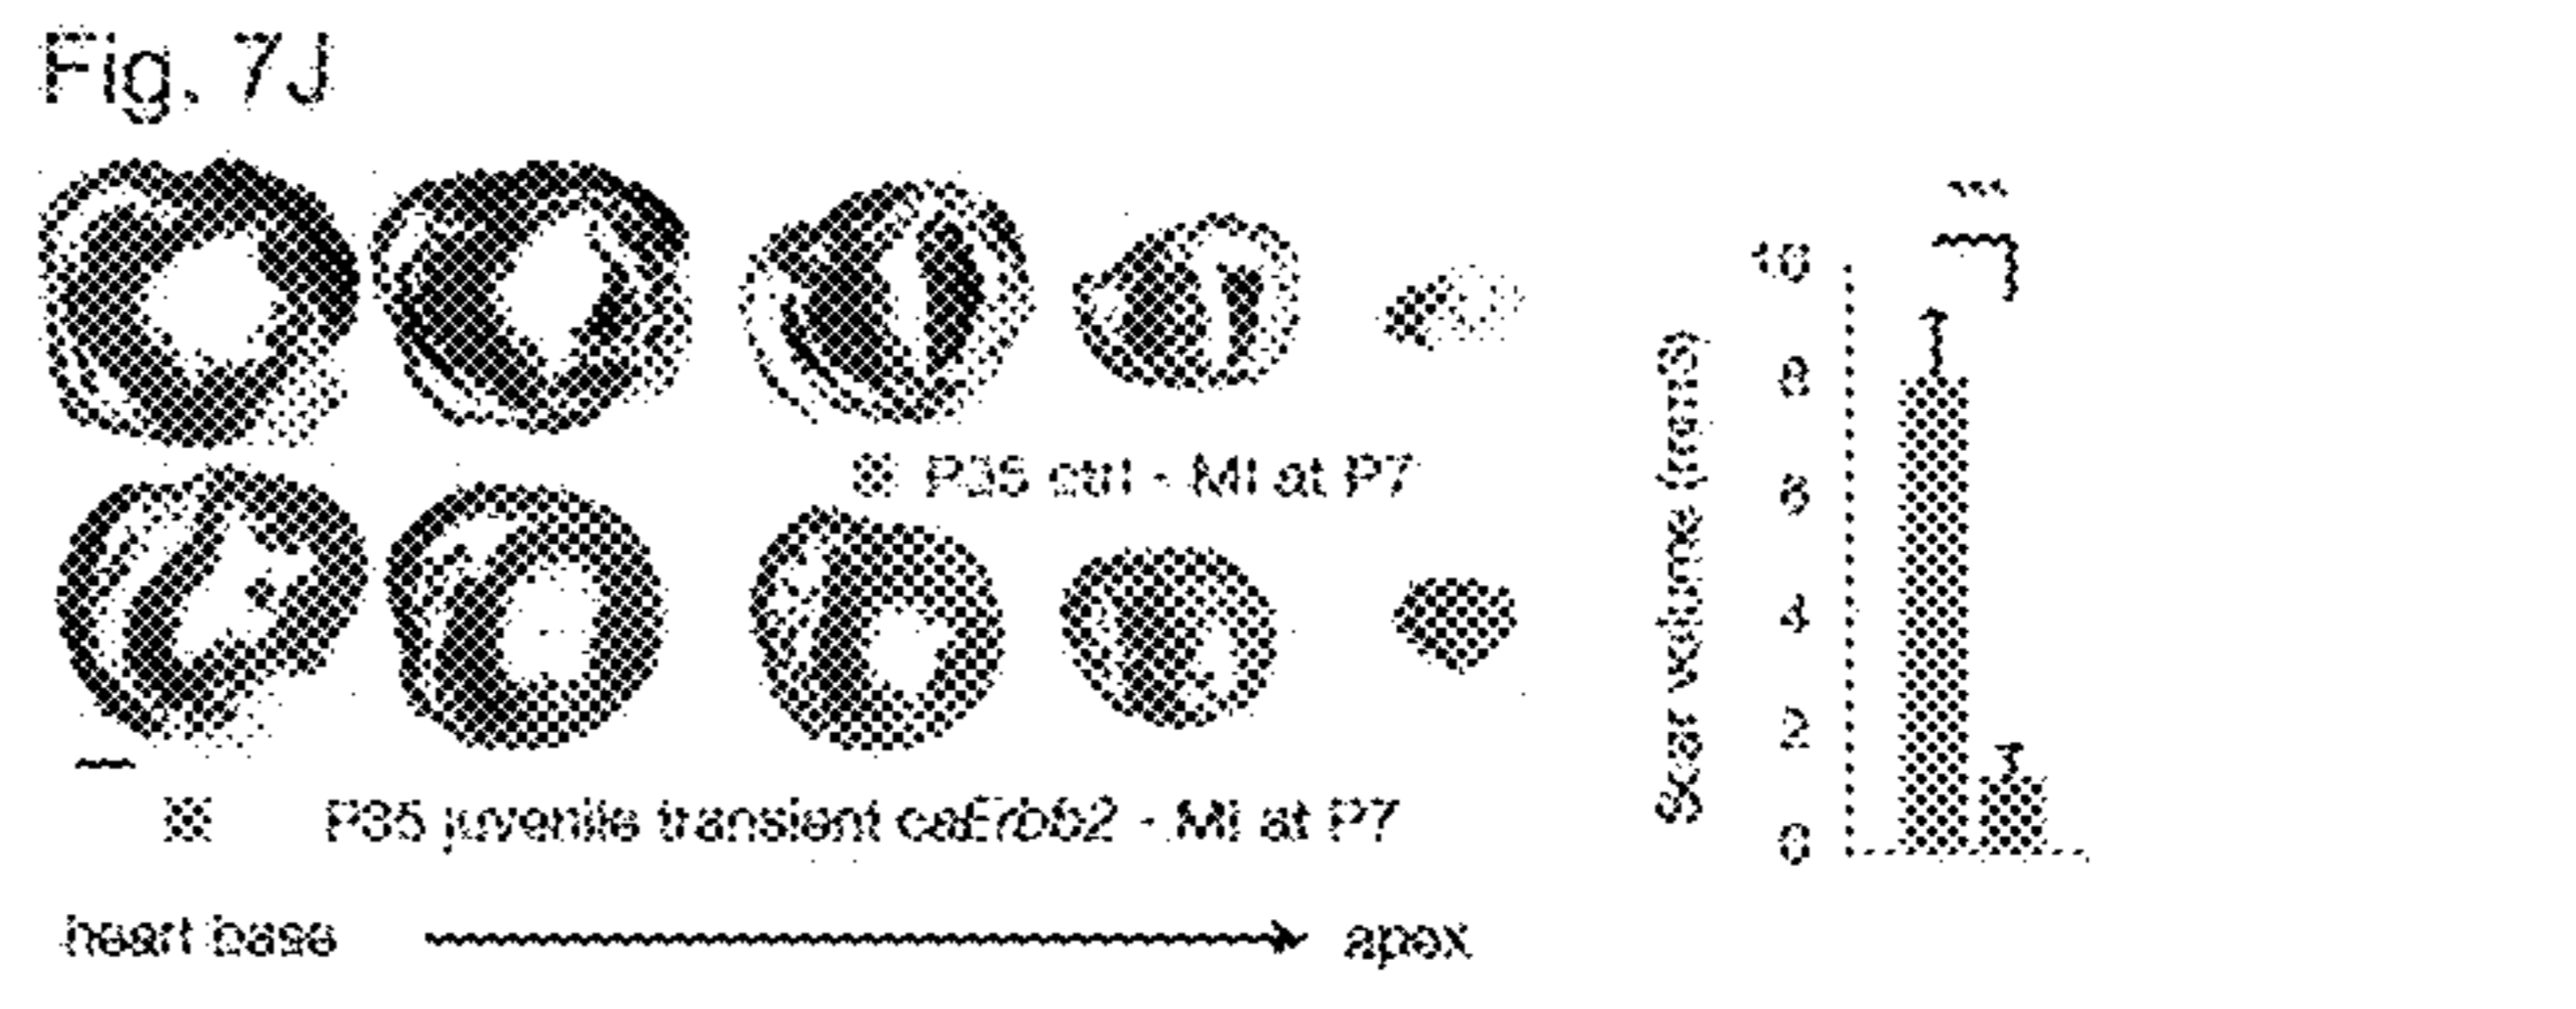 Fig. 7J
P35 ctrl - MI at P7
P35 juvenile transient caErbb2 - MI at P7
heart base
apex
Scar volume
10
8
6
4
2
0